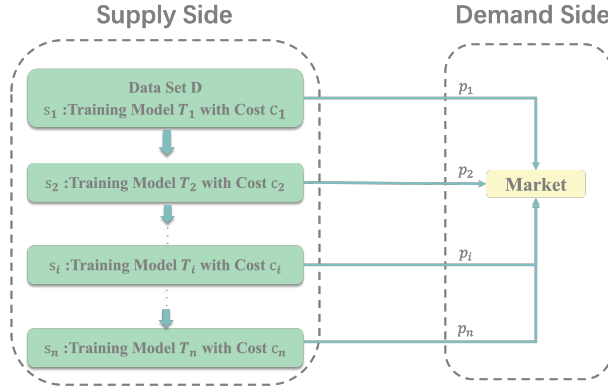 Supply Side
Demand Side
Data Set D
s₁ :Training Model T₁ with Cost c₁
p₁
s₂ :Training Model T₂ with Cost c₂
p₂
Market
sᵢ :Training Model Tᵢ with Cost cᵢ
pᵢ
sₙ :Training Model Tₙ with Cost cₙ
pₙ